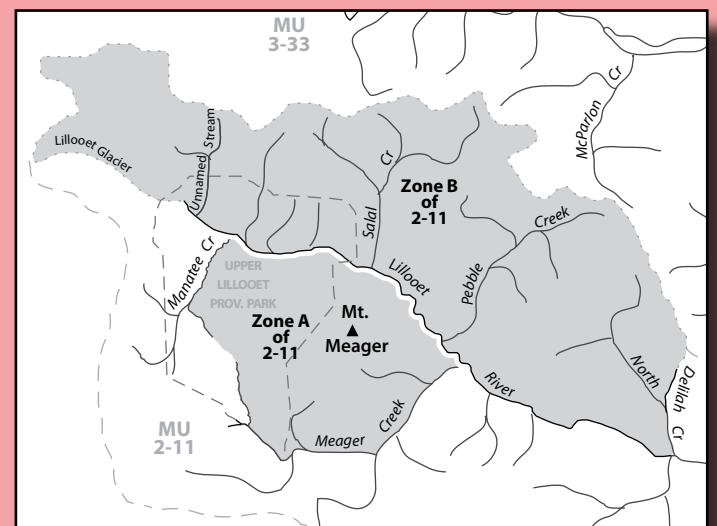 MU
3-33
Cr
McParlon
Lillooet Glacier
Unnamed Stream
Cr
Salal
Zone B
of
2-11
Creek
Pebble
Lillooet
Manatee Cr
UPPER
LILLOOET
PROV. PARK
Zone A
of
2-11
Mt.
Meager
River
North
Delilah Cr
Creek
Meager
MU
2-11